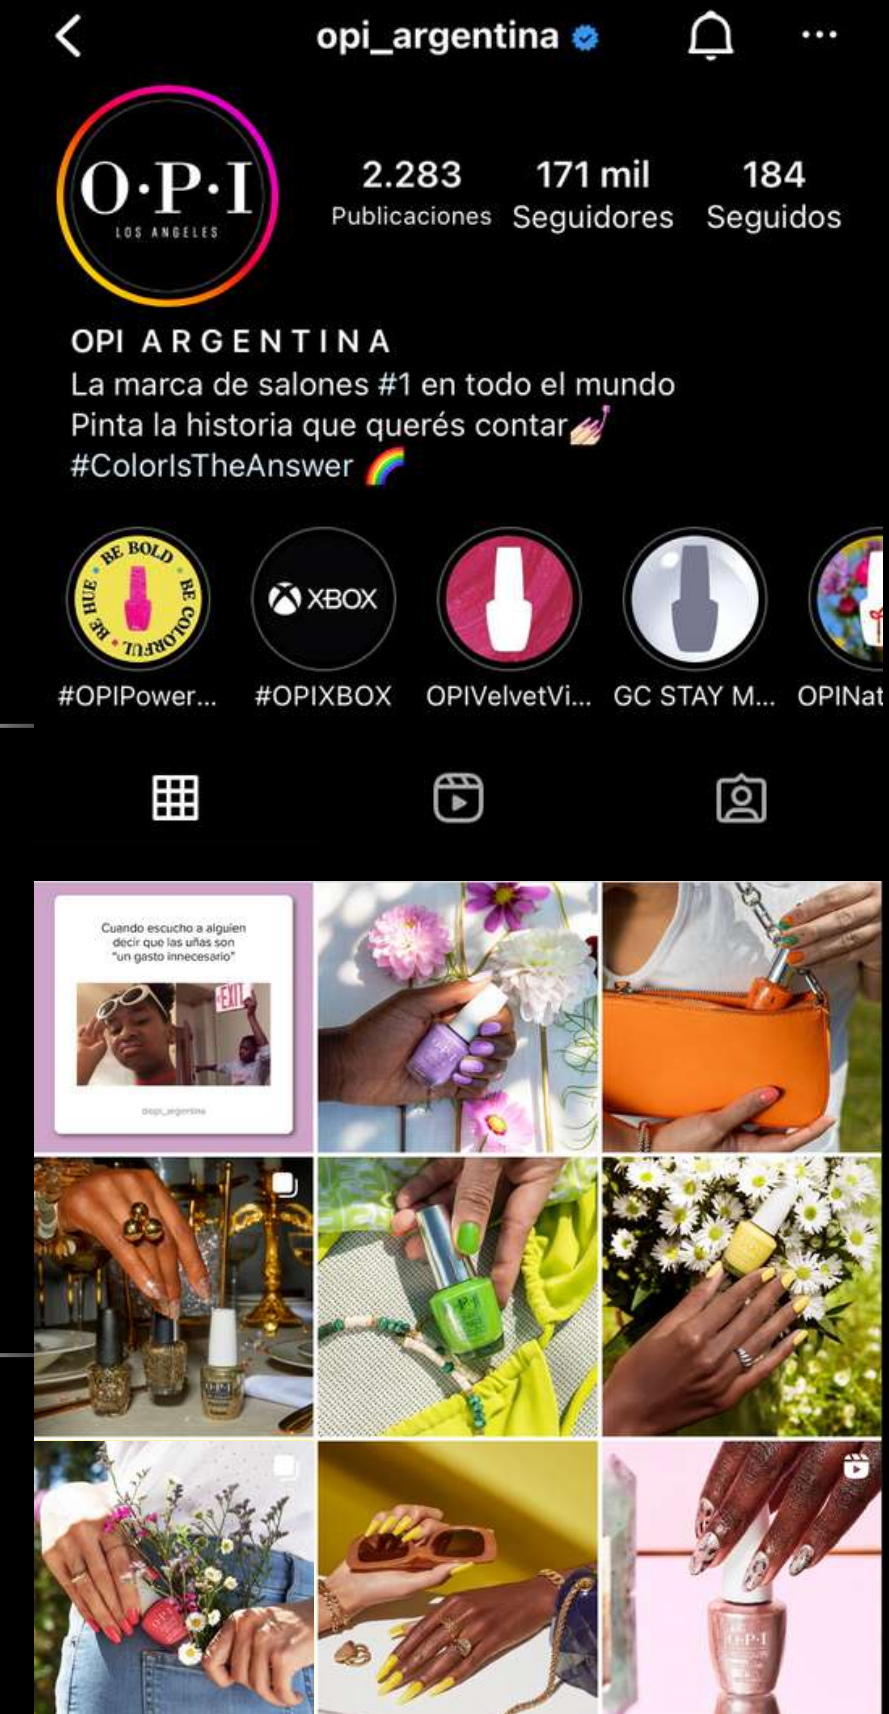 opi_argentina
O·P·I
LOS ANGELES
2.283
Publicaciones
171 mil
Seguidores
184
Seguidos
OPI ARGENTINA
La marca de salones #1 en todo el mundo
Pinta la historia que querés contar💅🏻
#ColorIsTheAnswer 🌈
BE BOLD · BE COLORFUL · BE HUE
XBOX
#OPIPower...
#OPIXBOX
OPIVelvetVi...
GC STAY M...
OPINat
Cuando escucho a alguien
decir que las uñas son
"un gasto innecesario"
EXIT
@opi_argentina
O·P·I
O·P·I
O·P·I
O·P·I
O·P·I